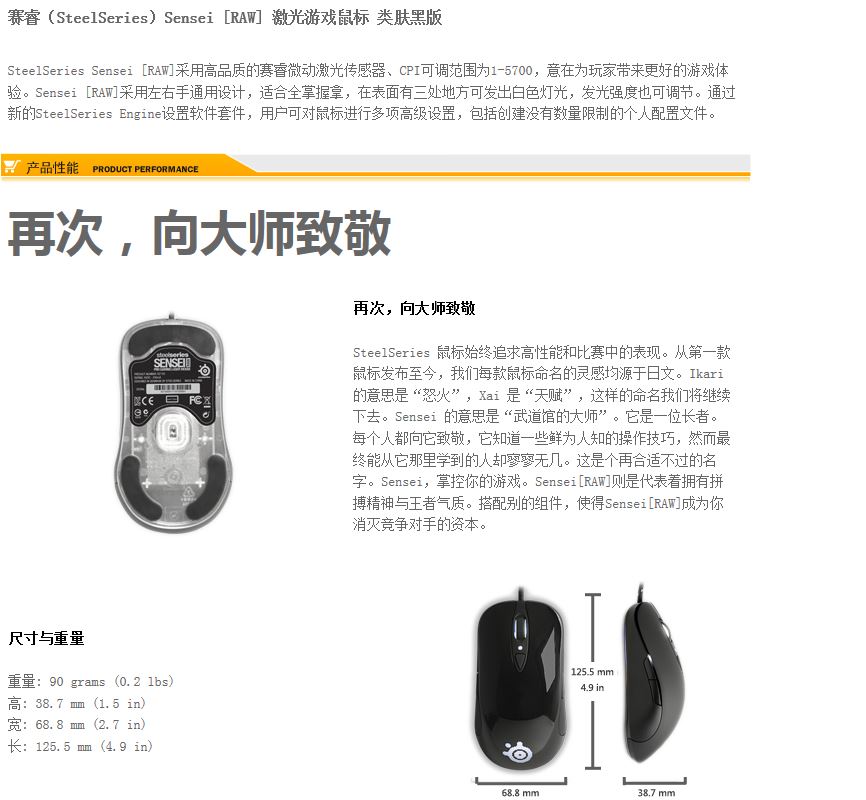 赛睿（SteelSeries）Sensei [RAW] 激光游戏鼠标 类肤黑版
SteelSeries Sensei [RAW]采用高品质的赛睿微动激光传感器、CPI可调范围为1-5700，意在为玩家带来更好的游戏体
验。Sensei [RAW]采用左右手通用设计，适合全掌握拿，在表面有三处地方可发出白色灯光，发光强度也可调节。通过
新的SteelSeries Engine设置软件套件，用户可对鼠标进行多项高级设置，包括创建没有数量限制的个人配置文件。
产品性能 PRODUCT PERFORMANCE
再次，向大师致敬
再次，向大师致敬
SteelSeries 鼠标始终追求高性能和比赛中的表现。从第一款
鼠标发布至今，我们每款鼠标命名的灵感均源于日文。Ikari
的意思是“怒火”，Xai 是“天赋”，这样的命名我们将继续
下去。Sensei 的意思是“武道馆的大师”。它是一位长者。
每个人都向它致敬，它知道一些鲜为人知的操作技巧，然而最
终能从它那里学到的人却寥寥无几。这是个再合适不过的名
字。Sensei，掌控你的游戏。Sensei[RAW]则是代表着拥有拼
搏精神与王者气质。搭配别的组件，使得Sensei[RAW]成为你
消灭竞争对手的资本。
steelseries
SENSEI
尺寸与重量
重量: 90 grams (0.2 lbs)
高: 38.7 mm (1.5 in)
宽: 68.8 mm (2.7 in)
长: 125.5 mm (4.9 in)
125.5 mm
4.9 in
68.8 mm
38.7 mm